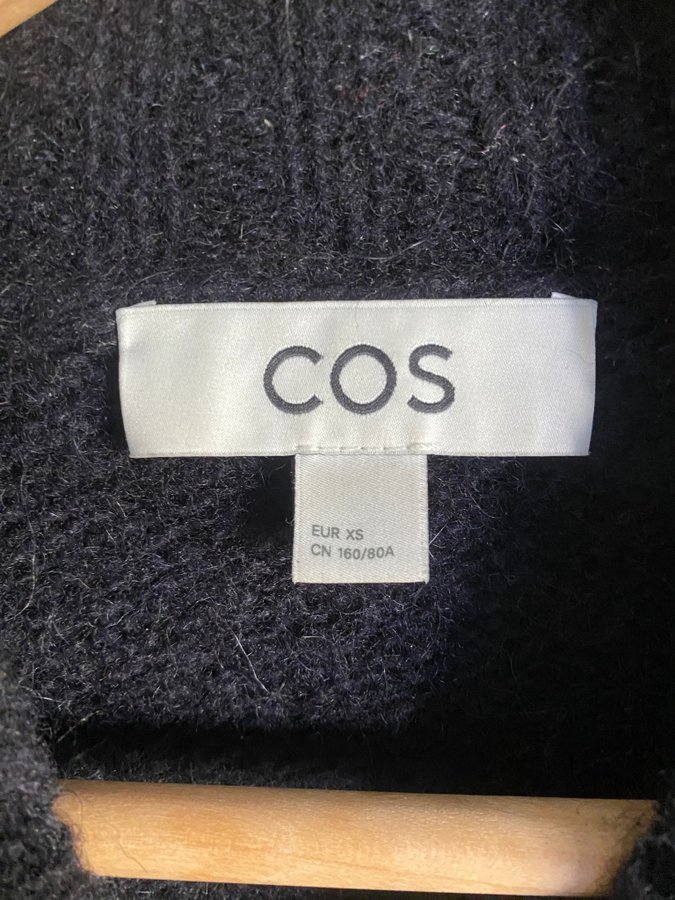 COS
EUR XS
CN 160/80A